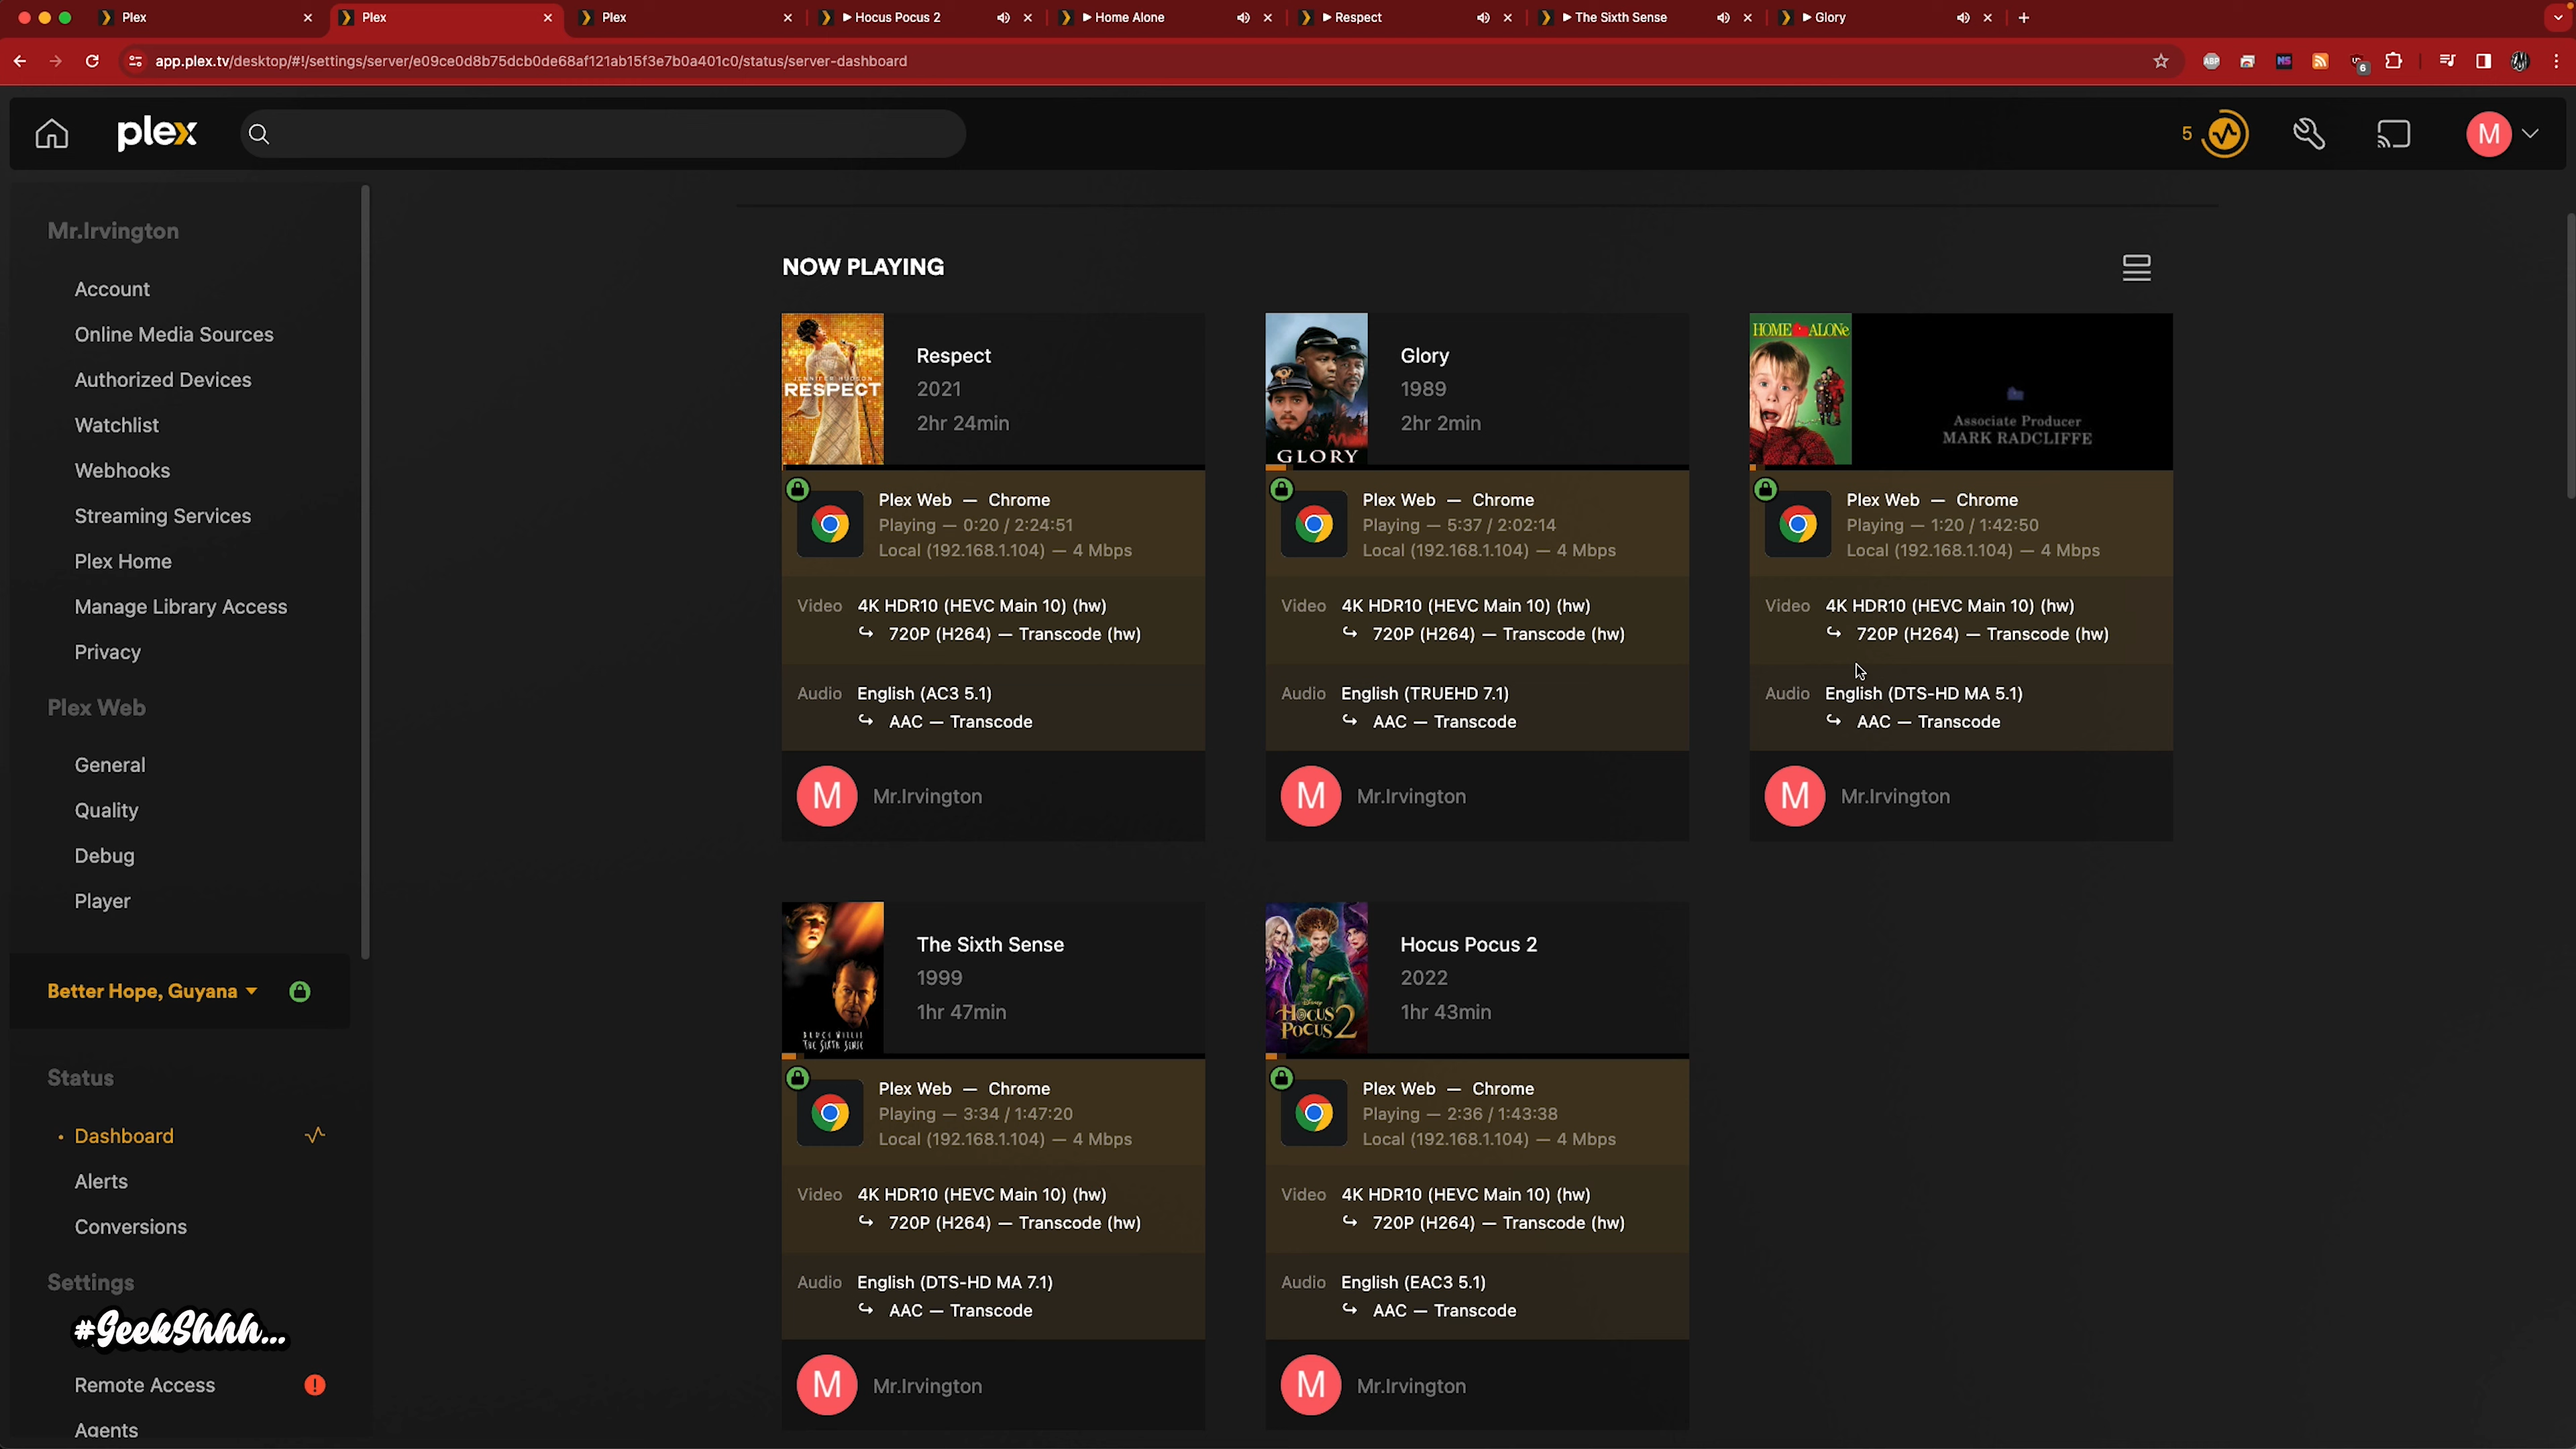 Plex
Plex
Plex
Hocus Pocus 2
Home Alone
Respect
The Sixth Sense
Glory
app.plex.tv/desktop/#!/settings/server/e09ce0d8b75dcb0de68af121ab15f3e7b0a401c0/status/server-dashboard
ABP
NS
6
plex
5
M
Mr.Irvington
Account
Online Media Sources
Authorized Devices
Watchlist
Webhooks
Streaming Services
Plex Home
Manage Library Access
Privacy
Plex Web
General
Quality
Debug
Player
Better Hope, Guyana
Status
Dashboard
Alerts
Conversions
Settings
#GeekShhh...
Remote Access
Agents
NOW PLAYING
JENNIFER HUDSON
RESPECT
Respect
2021
2hr 24min
Plex Web — Chrome
Playing — 0:20 / 2:24:51
Local (192.168.1.104) — 4 Mbps
Video 4K HDR10 (HEVC Main 10) (hw)
720P (H264) — Transcode (hw)
Audio English (AC3 5.1)
AAC — Transcode
M Mr.Irvington
GLORY
Glory
1989
2hr 2min
Plex Web — Chrome
Playing — 5:37 / 2:02:14
Local (192.168.1.104) — 4 Mbps
Video 4K HDR10 (HEVC Main 10) (hw)
720P (H264) — Transcode (hw)
Audio English (TRUEHD 7.1)
AAC — Transcode
M Mr.Irvington
HOME ALONe
Associate Producer
MARK RADCLIFFE
Plex Web — Chrome
Playing — 1:20 / 1:42:50
Local (192.168.1.104) — 4 Mbps
Video 4K HDR10 (HEVC Main 10) (hw)
720P (H264) — Transcode (hw)
Audio English (DTS-HD MA 5.1)
AAC — Transcode
M Mr.Irvington
BRUCE WILLIS
THE SIXTH SENSE
The Sixth Sense
1999
1hr 47min
Plex Web — Chrome
Playing — 3:34 / 1:47:20
Local (192.168.1.104) — 4 Mbps
Video 4K HDR10 (HEVC Main 10) (hw)
720P (H264) — Transcode (hw)
Audio English (DTS-HD MA 7.1)
AAC — Transcode
M Mr.Irvington
Disney
HOCUS
POCUS 2
Hocus Pocus 2
2022
1hr 43min
Plex Web — Chrome
Playing — 2:36 / 1:43:38
Local (192.168.1.104) — 4 Mbps
Video 4K HDR10 (HEVC Main 10) (hw)
720P (H264) — Transcode (hw)
Audio English (EAC3 5.1)
AAC — Transcode
M Mr.Irvington